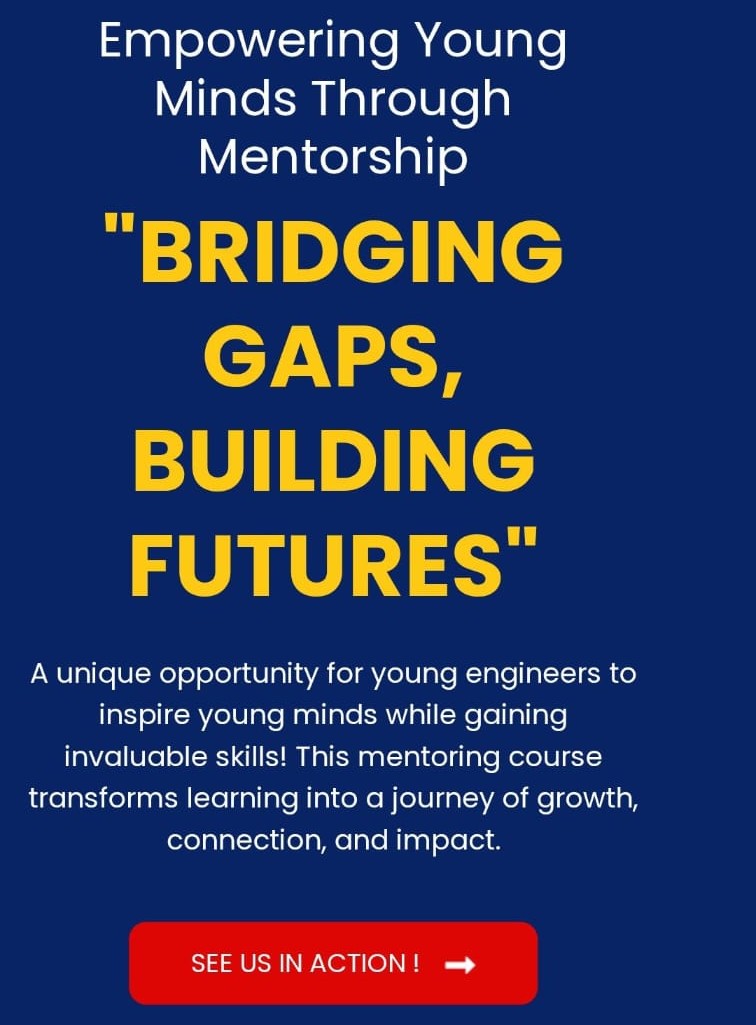 Empowering Young
Minds Through
Mentorship
"BRIDGING
GAPS,
BUILDING
FUTURES"
A unique opportunity for young engineers to
inspire young minds while gaining
invaluable skills! This mentoring course
transforms learning into a journey of growth,
connection, and impact.
SEE US IN ACTION !